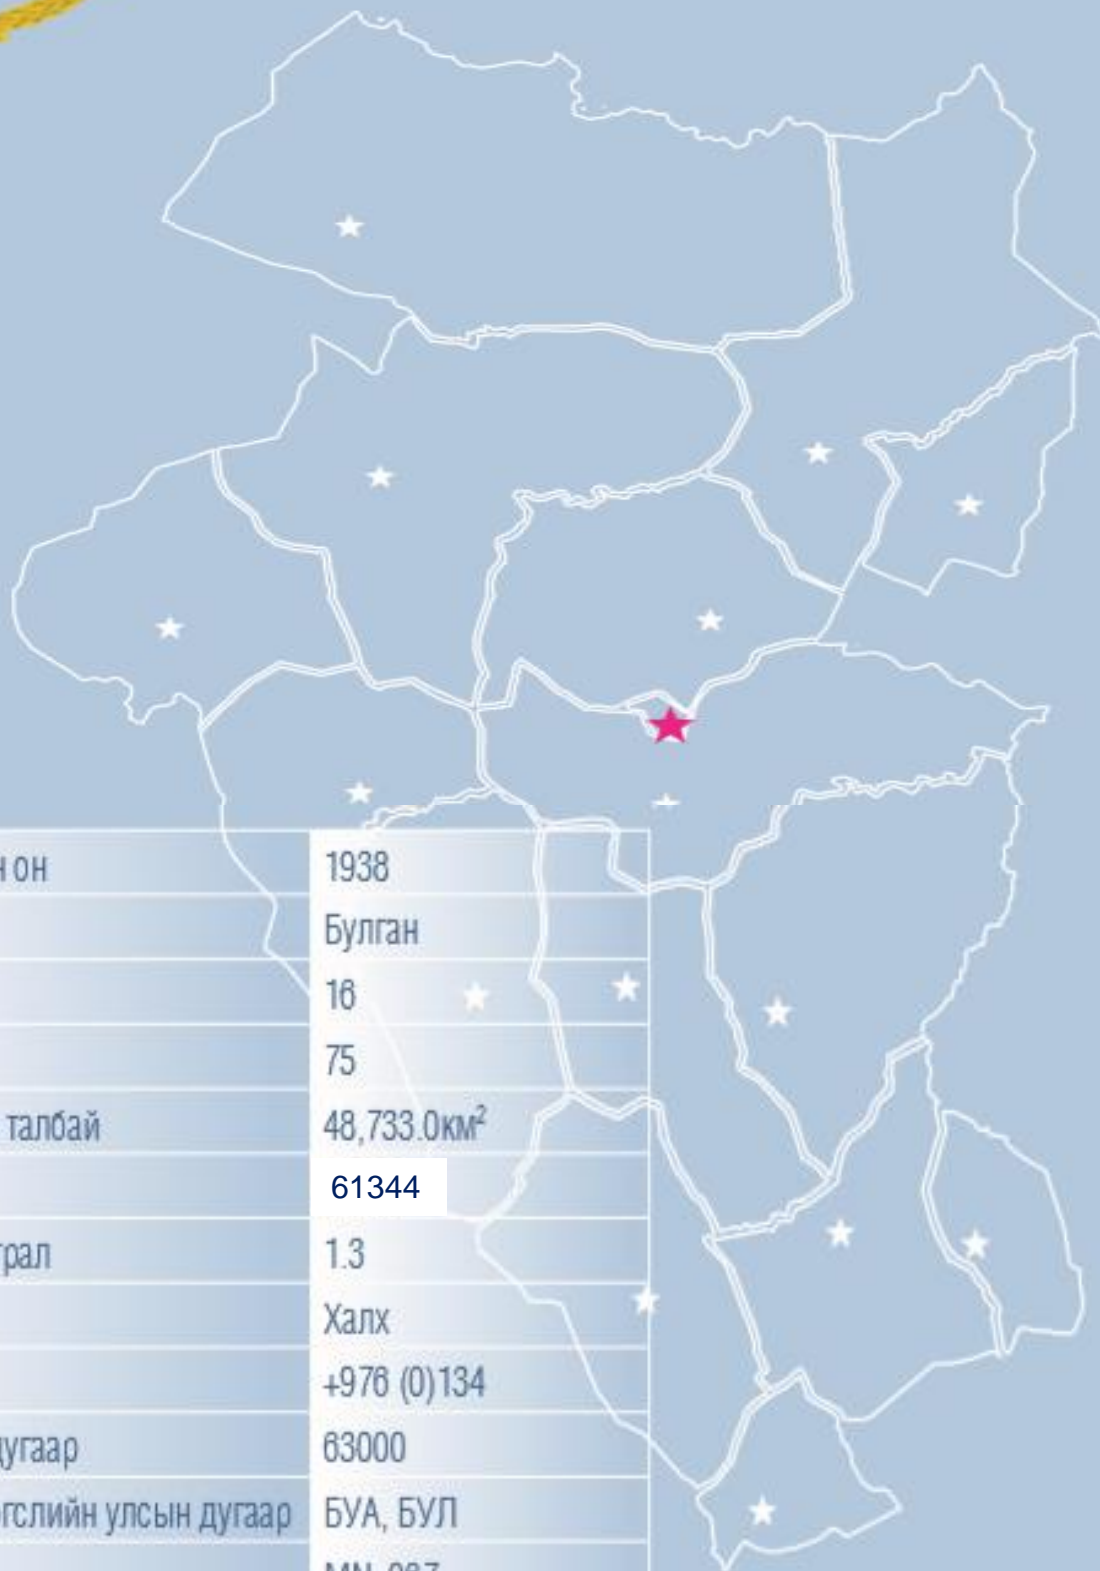 н он 1938
Булган
16
75
талбай 48,733.0км²
61344
рал 1.3
Халх
+976 (0)134
дугаар 63000
гслийн улсын дугаар БУА, БУЛ